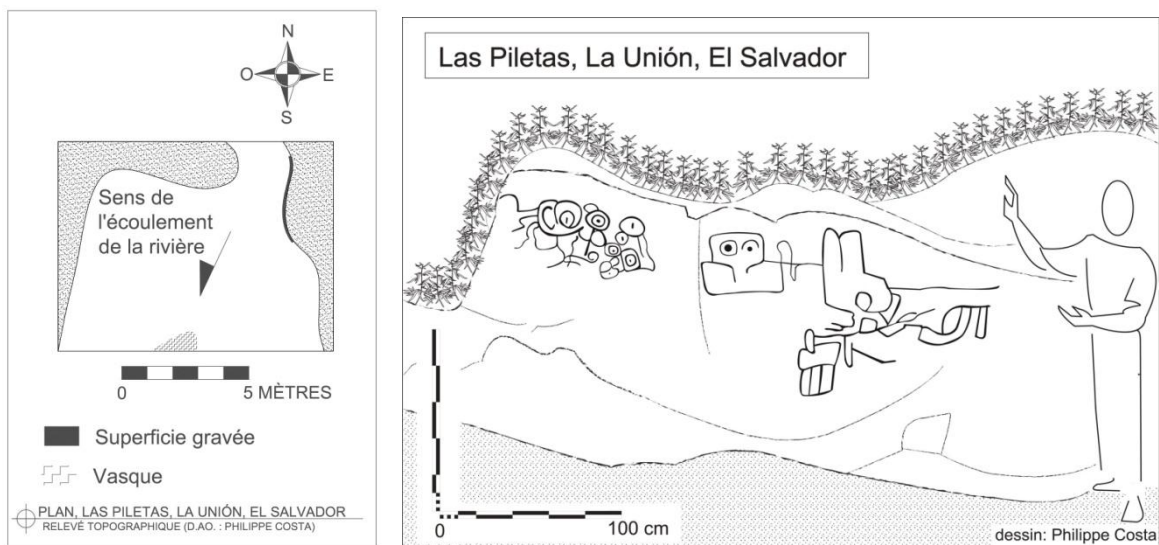 N
O E
S
Sens de
l'écoulement
de la rivière
0 5 MÈTRES
Superficie gravée
Vasque
PLAN, LAS PILETAS, LA UNIÓN, EL SALVADOR
RELEVÉ TOPOGRAPHIQUE (D.AO. : PHILIPPE COSTA)
Las Piletas, La Unión, El Salvador
0 100 cm
dessin: Philippe Costa